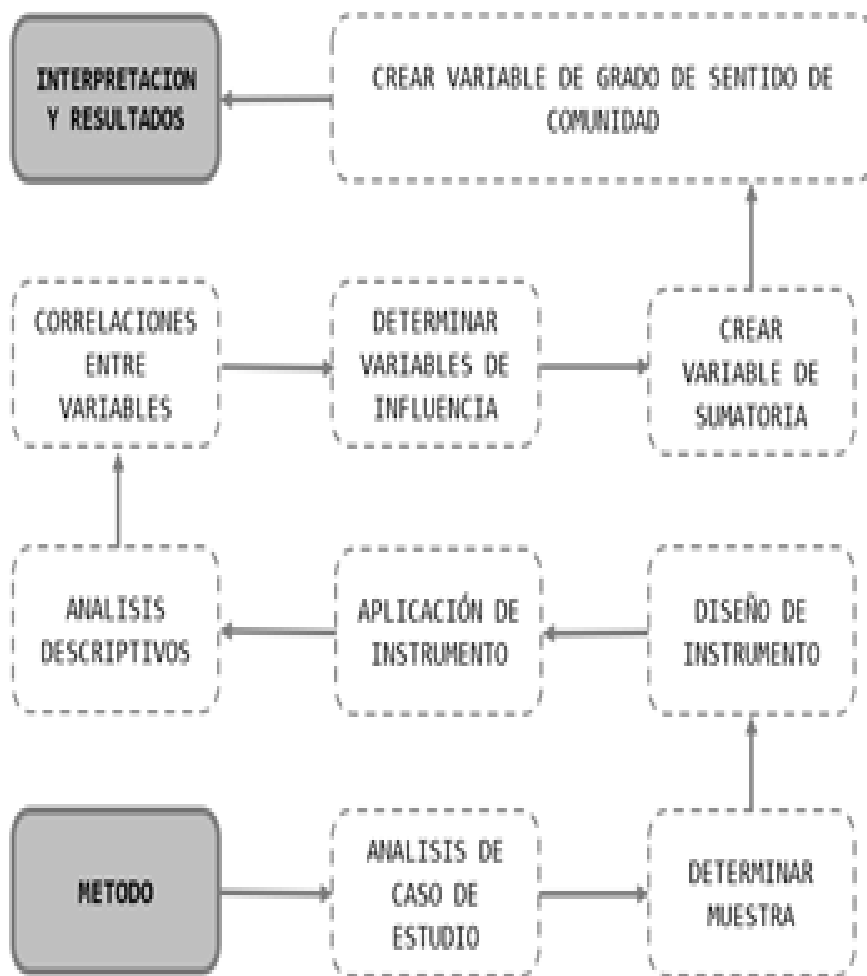 INTERPRETACION
Y RESULTADOS
CREAR VARIABLE DE GRADO DE SENTIDO DE
COMUNIDAD
CORRELACIONES
ENTRE
VARIABLES
DETERMINAR
VARIABLES DE
INFLUENCIA
CREAR
VARIABLE DE
SUMATORIA
ANALISIS
DESCRIPTIVOS
APLICACIÓN DE
INSTRUMENTO
DISEÑO DE
INSTRUMENTO
METODO
ANALISIS DE
CASO DE
ESTUDIO
DETERMINAR
MUESTRA